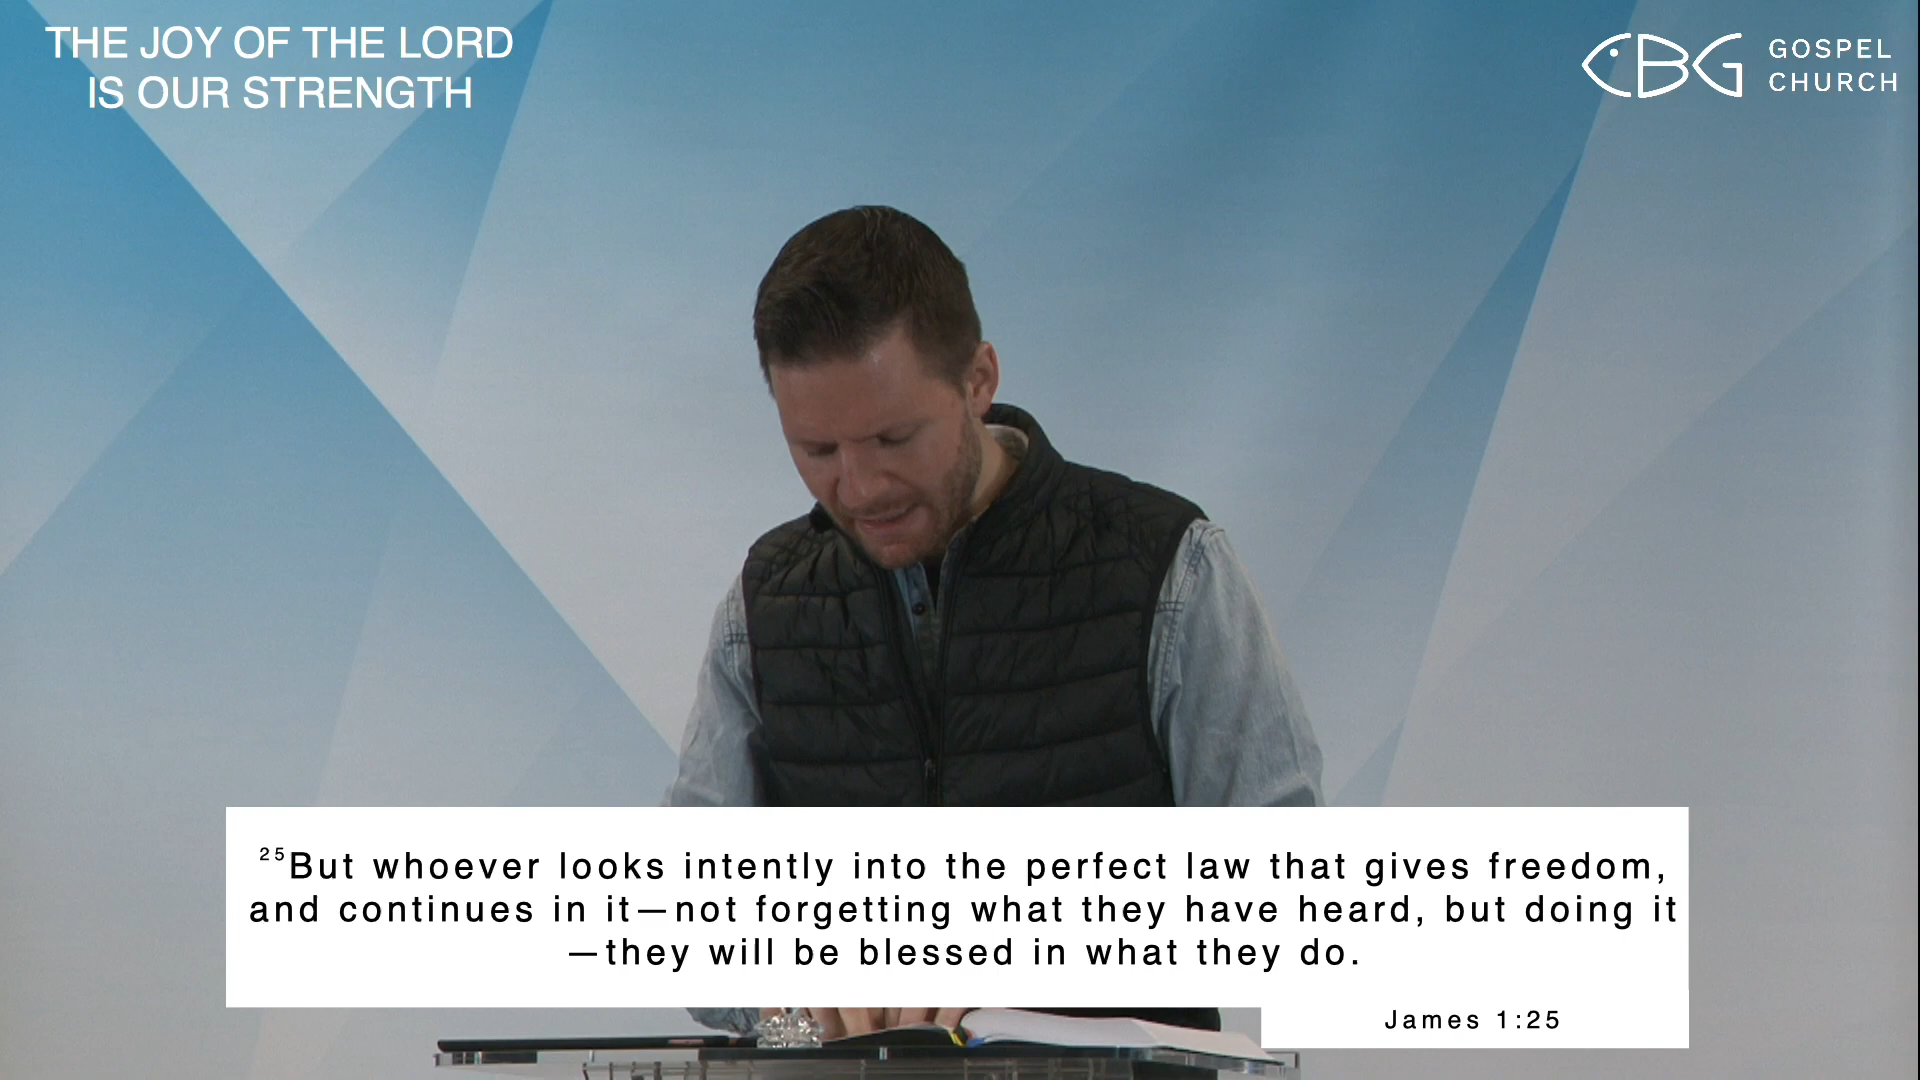 THE JOY OF THE LORD
IS OUR STRENGTH
CBG GOSPEL
CHURCH
25But whoever looks intently into the perfect law that gives freedom,
and continues in it—not forgetting what they have heard, but doing it
—they will be blessed in what they do.
James 1:25